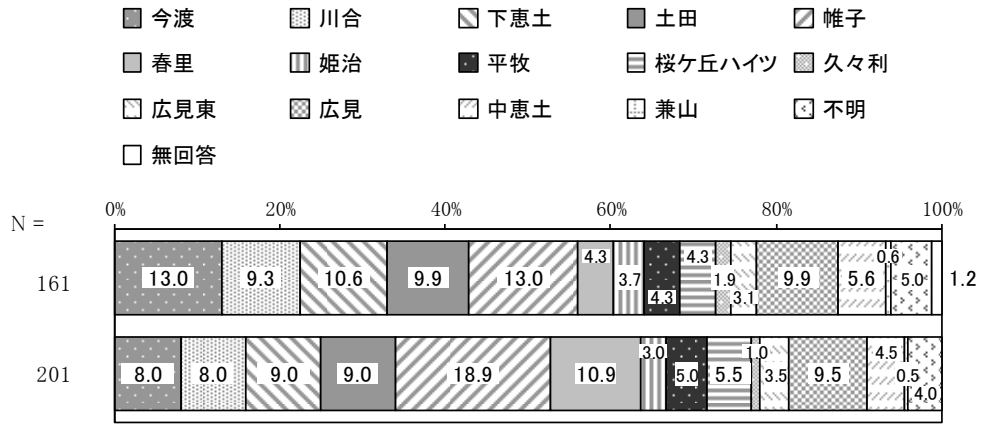 今渡 川合 下恵土 土田 帷子
春里 姫治 平牧 桜ケ丘ハイツ 久々利
広見東 広見 中恵土 兼山 不明
無回答
N = 0% 20% 40% 60% 80% 100%
161 13.0 9.3 10.6 9.9 13.0 4.3 3.7 4.3 4.3 1.9 3.1 9.9 5.6 0.6 5.0 1.2
201 8.0 8.0 9.0 9.0 18.9 10.9 3.0 5.0 5.5 1.0 3.5 9.5 4.5 0.5 4.0